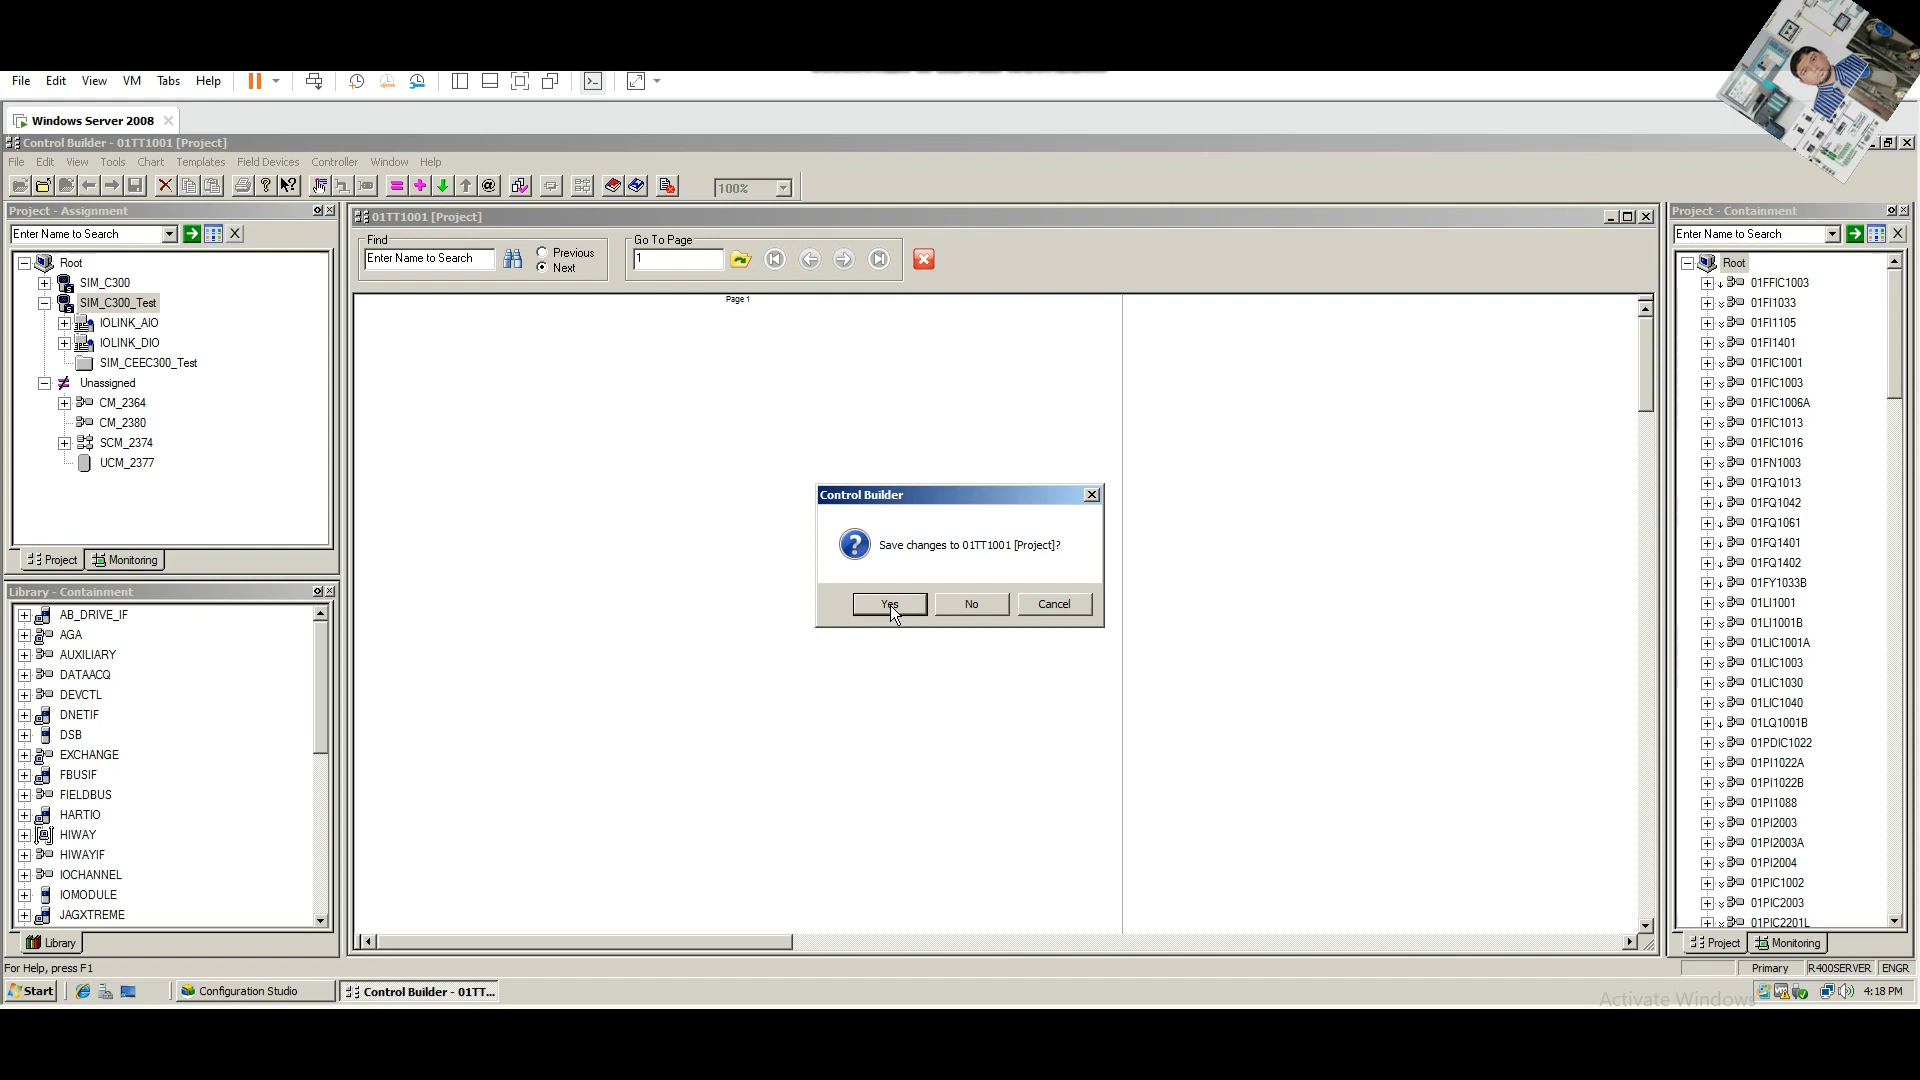 File Edit View VM Tabs Help
Windows Server 2008
Control Builder - 01TT1001 [Project]
File Edit View Tools Chart Templates Field Devices Controller Window Help
100%
Project - Assignment
Enter Name to Search
Root
SIM_C300
SIM_C300_Test
IOLINK_AIO
IOLINK_DIO
SIM_CEEC300_Test
Unassigned
CM_2364
CM_2380
SCM_2374
UCM_2377
Project Monitoring
Library - Containment
AB_DRIVE_IF
AGA
AUXILIARY
DATAACQ
DEVCTL
DNETIF
DSB
EXCHANGE
FBUSIF
FIELDBUS
HARTIO
HIWAY
HIWAYIF
IOCHANNEL
IOMODULE
JAGXTREME
Library
01TT1001 [Project]
Find
Enter Name to Search
Previous
Next
Go To Page
1
Page 1
Control Builder
Save changes to 01TT1001 [Project]?
Yes No Cancel
Project - Containment
Enter Name to Search
Root
01FFIC1003
01FI1033
01FI1105
01FI1401
01FIC1001
01FIC1003
01FIC1006A
01FIC1013
01FIC1016
01FN1003
01FQ1013
01FQ1042
01FQ1061
01FQ1401
01FQ1402
01FY1033B
01LI1001
01LI1001B
01LIC1001A
01LIC1003
01LIC1030
01LIC1040
01LQ1001B
01PDIC1022
01PI1022A
01PI1022B
01PI1088
01PI2003
01PI2003A
01PI2004
01PIC1002
01PIC2003
01PIC2201L
Project Monitoring
For Help, press F1
Primary R400SERVER ENGR
Start
Configuration Studio
Control Builder - 01TT...
Activate Windows
4:18 PM